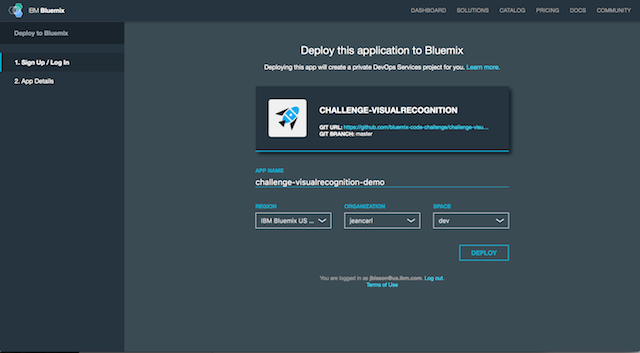 IBM Bluemix
DASHBOARD SOLUTIONS CATALOG PRICING DOCS COMMUNITY
Deploy to Bluemix
1. Sign Up / Log In
2. App Details
Deploy this application to Bluemix
Deploying this app will create a private DevOps Services project for you. Learn more.
CHALLENGE-VISUALRECOGNITION
GIT URL: https://github.com/bluemix-code-challenge/challenge-visu...
GIT BRANCH: master
APP NAME
challenge-visualrecognition-demo
REGION ORGANIZATION SPACE
IBM Bluemix US ... jeancarl dev
DEPLOY
You are logged in as jbisson@us.ibm.com. Log out.
Terms of Use